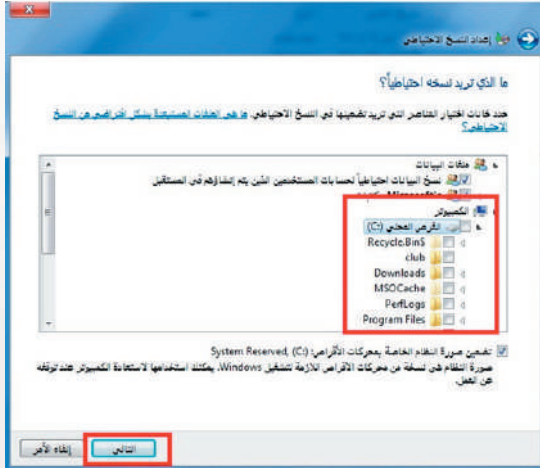 إعداد النسخ الاحتياطي
ما الذي تريد نسخه احتياطياً؟
حدد خانات اختيار العناصر التي تريد تضمينها في النسخ الاحتياطي. ما هي الملفات المستبعدة بشكل افتراضي من النسخ
الاحتياطي؟
ملفات البيانات
نسخ البيانات احتياطياً لحسابات المستخدمين الذين يتم إنشاؤهم في المستقبل
الكمبيوتر
القرص المحلي (C:)
Recycle.Bin$
club
Downloads
MSOCache
PerfLogs
Program Files
تضمين صورة النظام الخاصة بمحركات الأقراص: System Reserved, (C:)
صورة النظام هي نسخة من محركات الأقراص اللازمة لتشغيل Windows. يمكنك استخدامها لاستعادة الكمبيوتر عند توقفه
عن العمل.
التالي
إلغاء الأمر